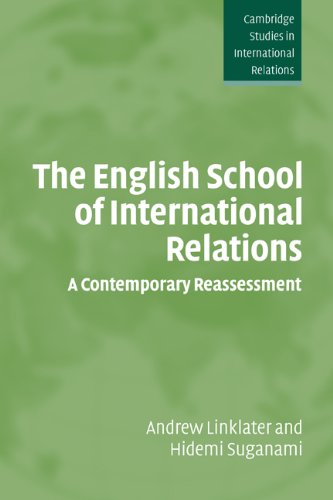 Cambridge
Studies in
International
Relations
The English School
of International
Relations
A Contemporary Reassessment
Andrew Linklater and
Hidemi Suganami